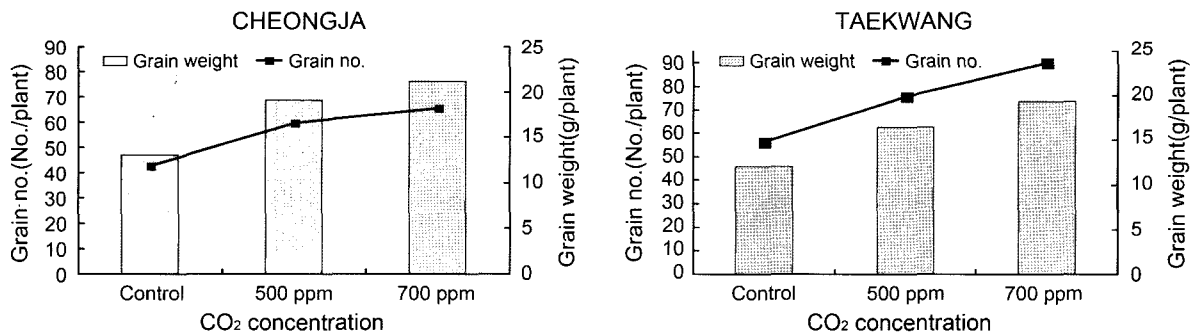 CHEONGJA
Grain no.(No./plant)
90
80
70
60
50
40
30
20
10
0
Grain weight
Grain no.
25
20
15
10
5
0
Grain weight(g/plant)
Control
500 ppm
700 ppm
CO₂ concentration
TAEKWANG
Grain no.(No./plant)
90
80
70
60
50
40
30
20
10
0
Grain weight
Grain no.
25
20
15
10
5
0
Grain weight(g/plant)
Control
500 ppm
700 ppm
CO₂ concentration